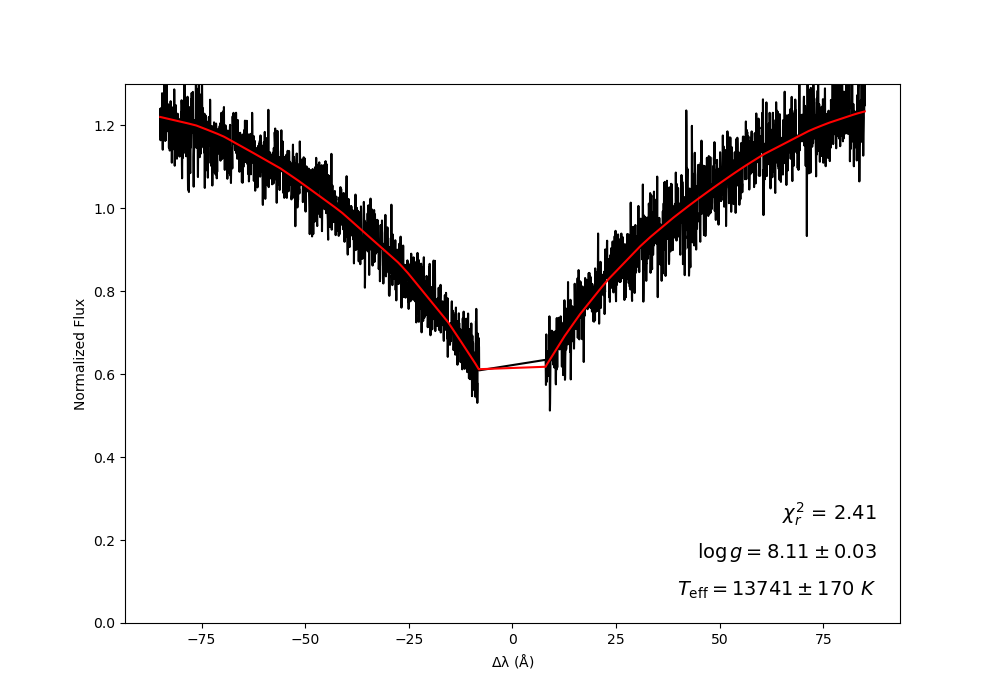 1.2
1.0
0.8
0.6
0.4
0.2
0.0
Normalized Flux
χ²ᵣ = 2.41
log g = 8.11 ± 0.03
T_eff = 13741 ± 170 K
−75
−50
−25
0
25
50
75
Δλ (Å)